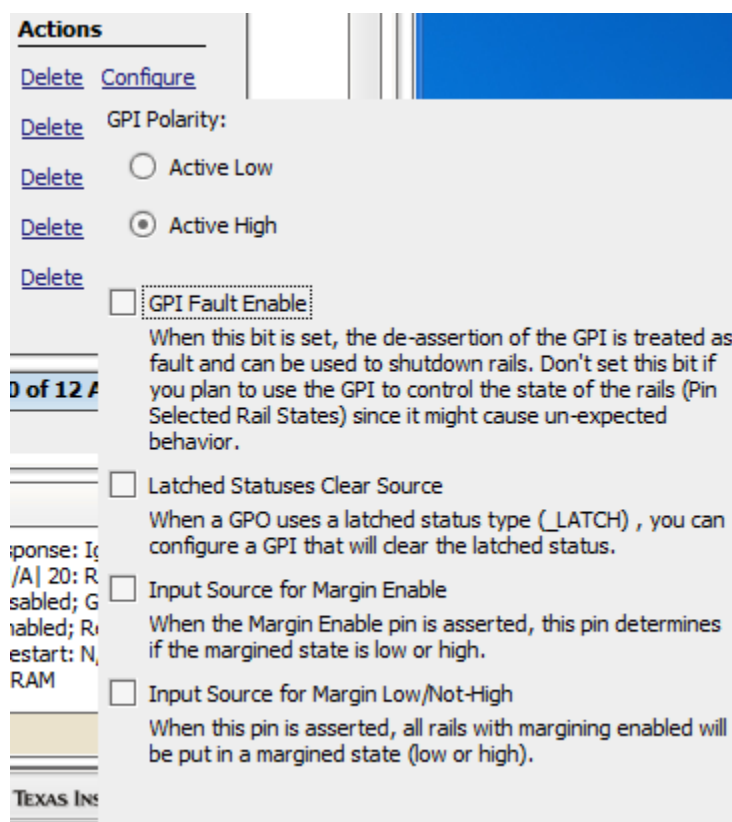 Actions
Delete Configure
Delete
Delete
Delete
Delete
GPI Polarity:
Active Low
Active High
GPI Fault Enable
When this bit is set, the de-assertion of the GPI is treated as
fault and can be used to shutdown rails. Don't set this bit if
you plan to use the GPI to control the state of the rails (Pin
Selected Rail States) since it might cause un-expected
behavior.
Latched Statuses Clear Source
When a GPO uses a latched status type (_LATCH) , you can
configure a GPI that will clear the latched status.
Input Source for Margin Enable
When the Margin Enable pin is asserted, this pin determines
if the margined state is low or high.
Input Source for Margin Low/Not-High
When this pin is asserted, all rails with margining enabled will
be put in a margined state (low or high).
of 12
/A| 20:
RAM
TEXAS